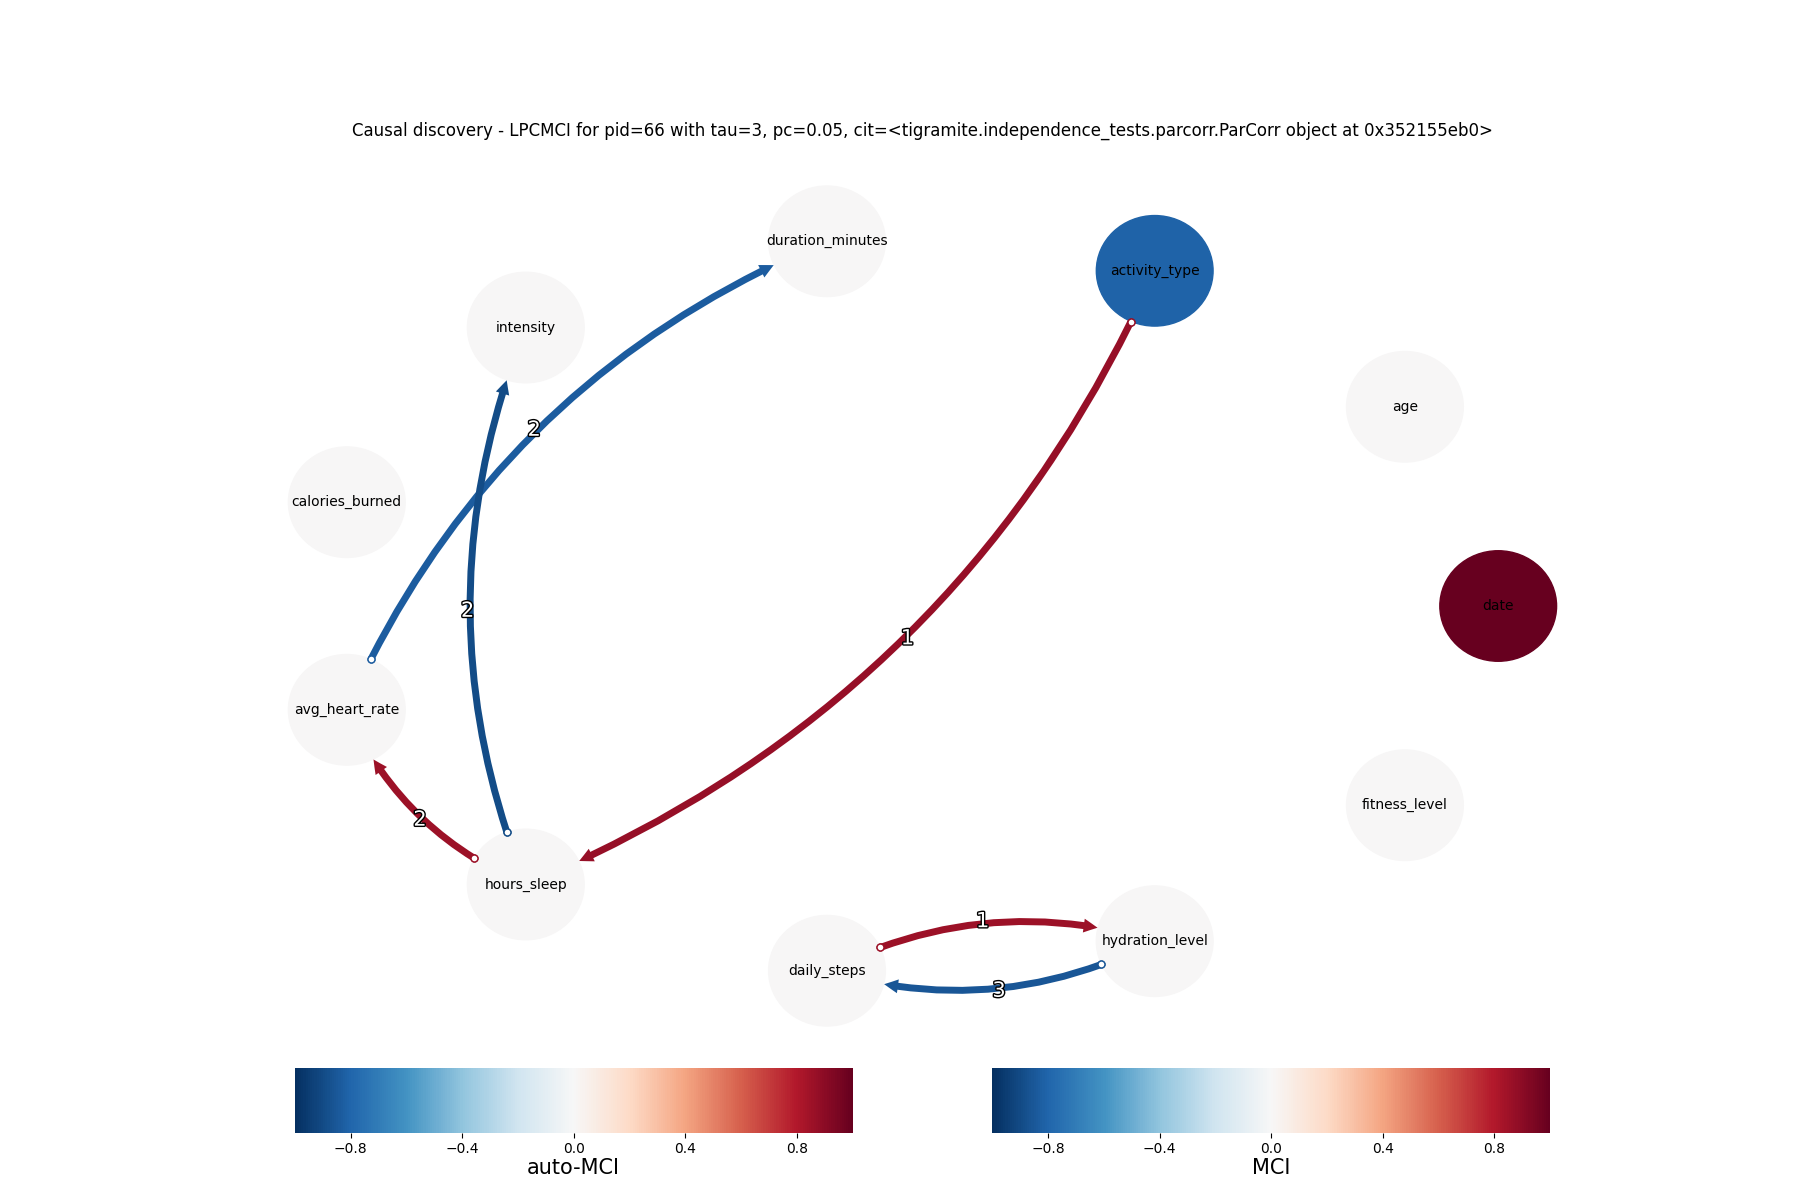 Causal discovery - LPCMCI for pid=66 with tau=3, pc=0.05, cit=<tigramite.independence_tests.parcorr.ParCorr object at 0x352155eb0>
duration_minutes
activity_type
intensity
age
2
calories_burned
date
2
1
avg_heart_rate
fitness_level
2
hours_sleep
1
hydration_level
daily_steps
3
−0.8 −0.4 0.0 0.4 0.8
auto-MCI
−0.8 −0.4 0.0 0.4 0.8
MCI